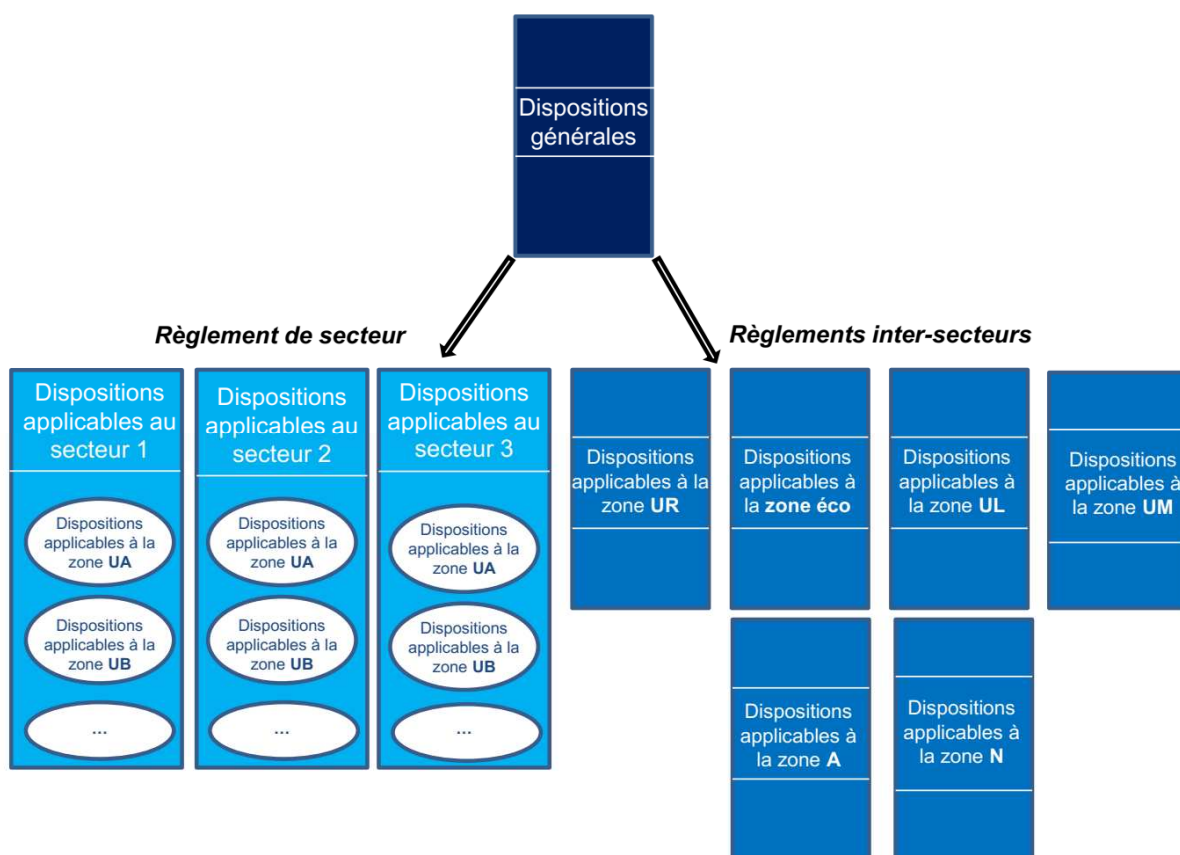 Dispositions
générales
Règlement de secteur
Règlements inter-secteurs
Dispositions
applicables au
secteur 1
Dispositions
applicables à la
zone UA
Dispositions
applicables à la
zone UB
...
Dispositions
applicables au
secteur 2
Dispositions
applicables à la
zone UA
Dispositions
applicables à la
zone UB
...
Dispositions
applicables au
secteur 3
Dispositions
applicables à la
zone UA
Dispositions
applicables à la
zone UB
...
Dispositions
applicables à la
zone UR
Dispositions
applicables à
la zone éco
Dispositions
applicables à
la zone UL
Dispositions
applicables à
la zone UM
Dispositions
applicables à
la zone A
Dispositions
applicables à
la zone N